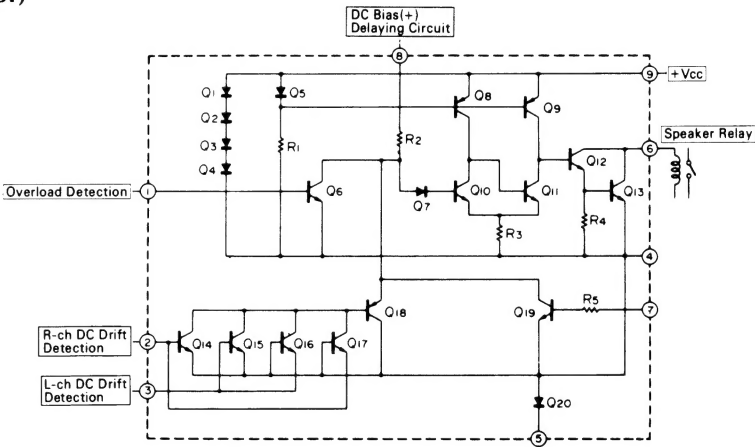 DC Bias(+)
Delaying Circuit
8
9
+Vcc
Q1
Q5
Q8
Q9
Q2
Q3
R1
R2
Q12
6
Speaker Relay
Q4
Overload Detection
1
Q6
Q7
Q10
Q11
Q13
R3
R4
4
R-ch DC Drift
Detection
2
Q14
Q15
Q16
Q17
Q18
Q19
R5
7
L-ch DC Drift
Detection
3
Q20
5